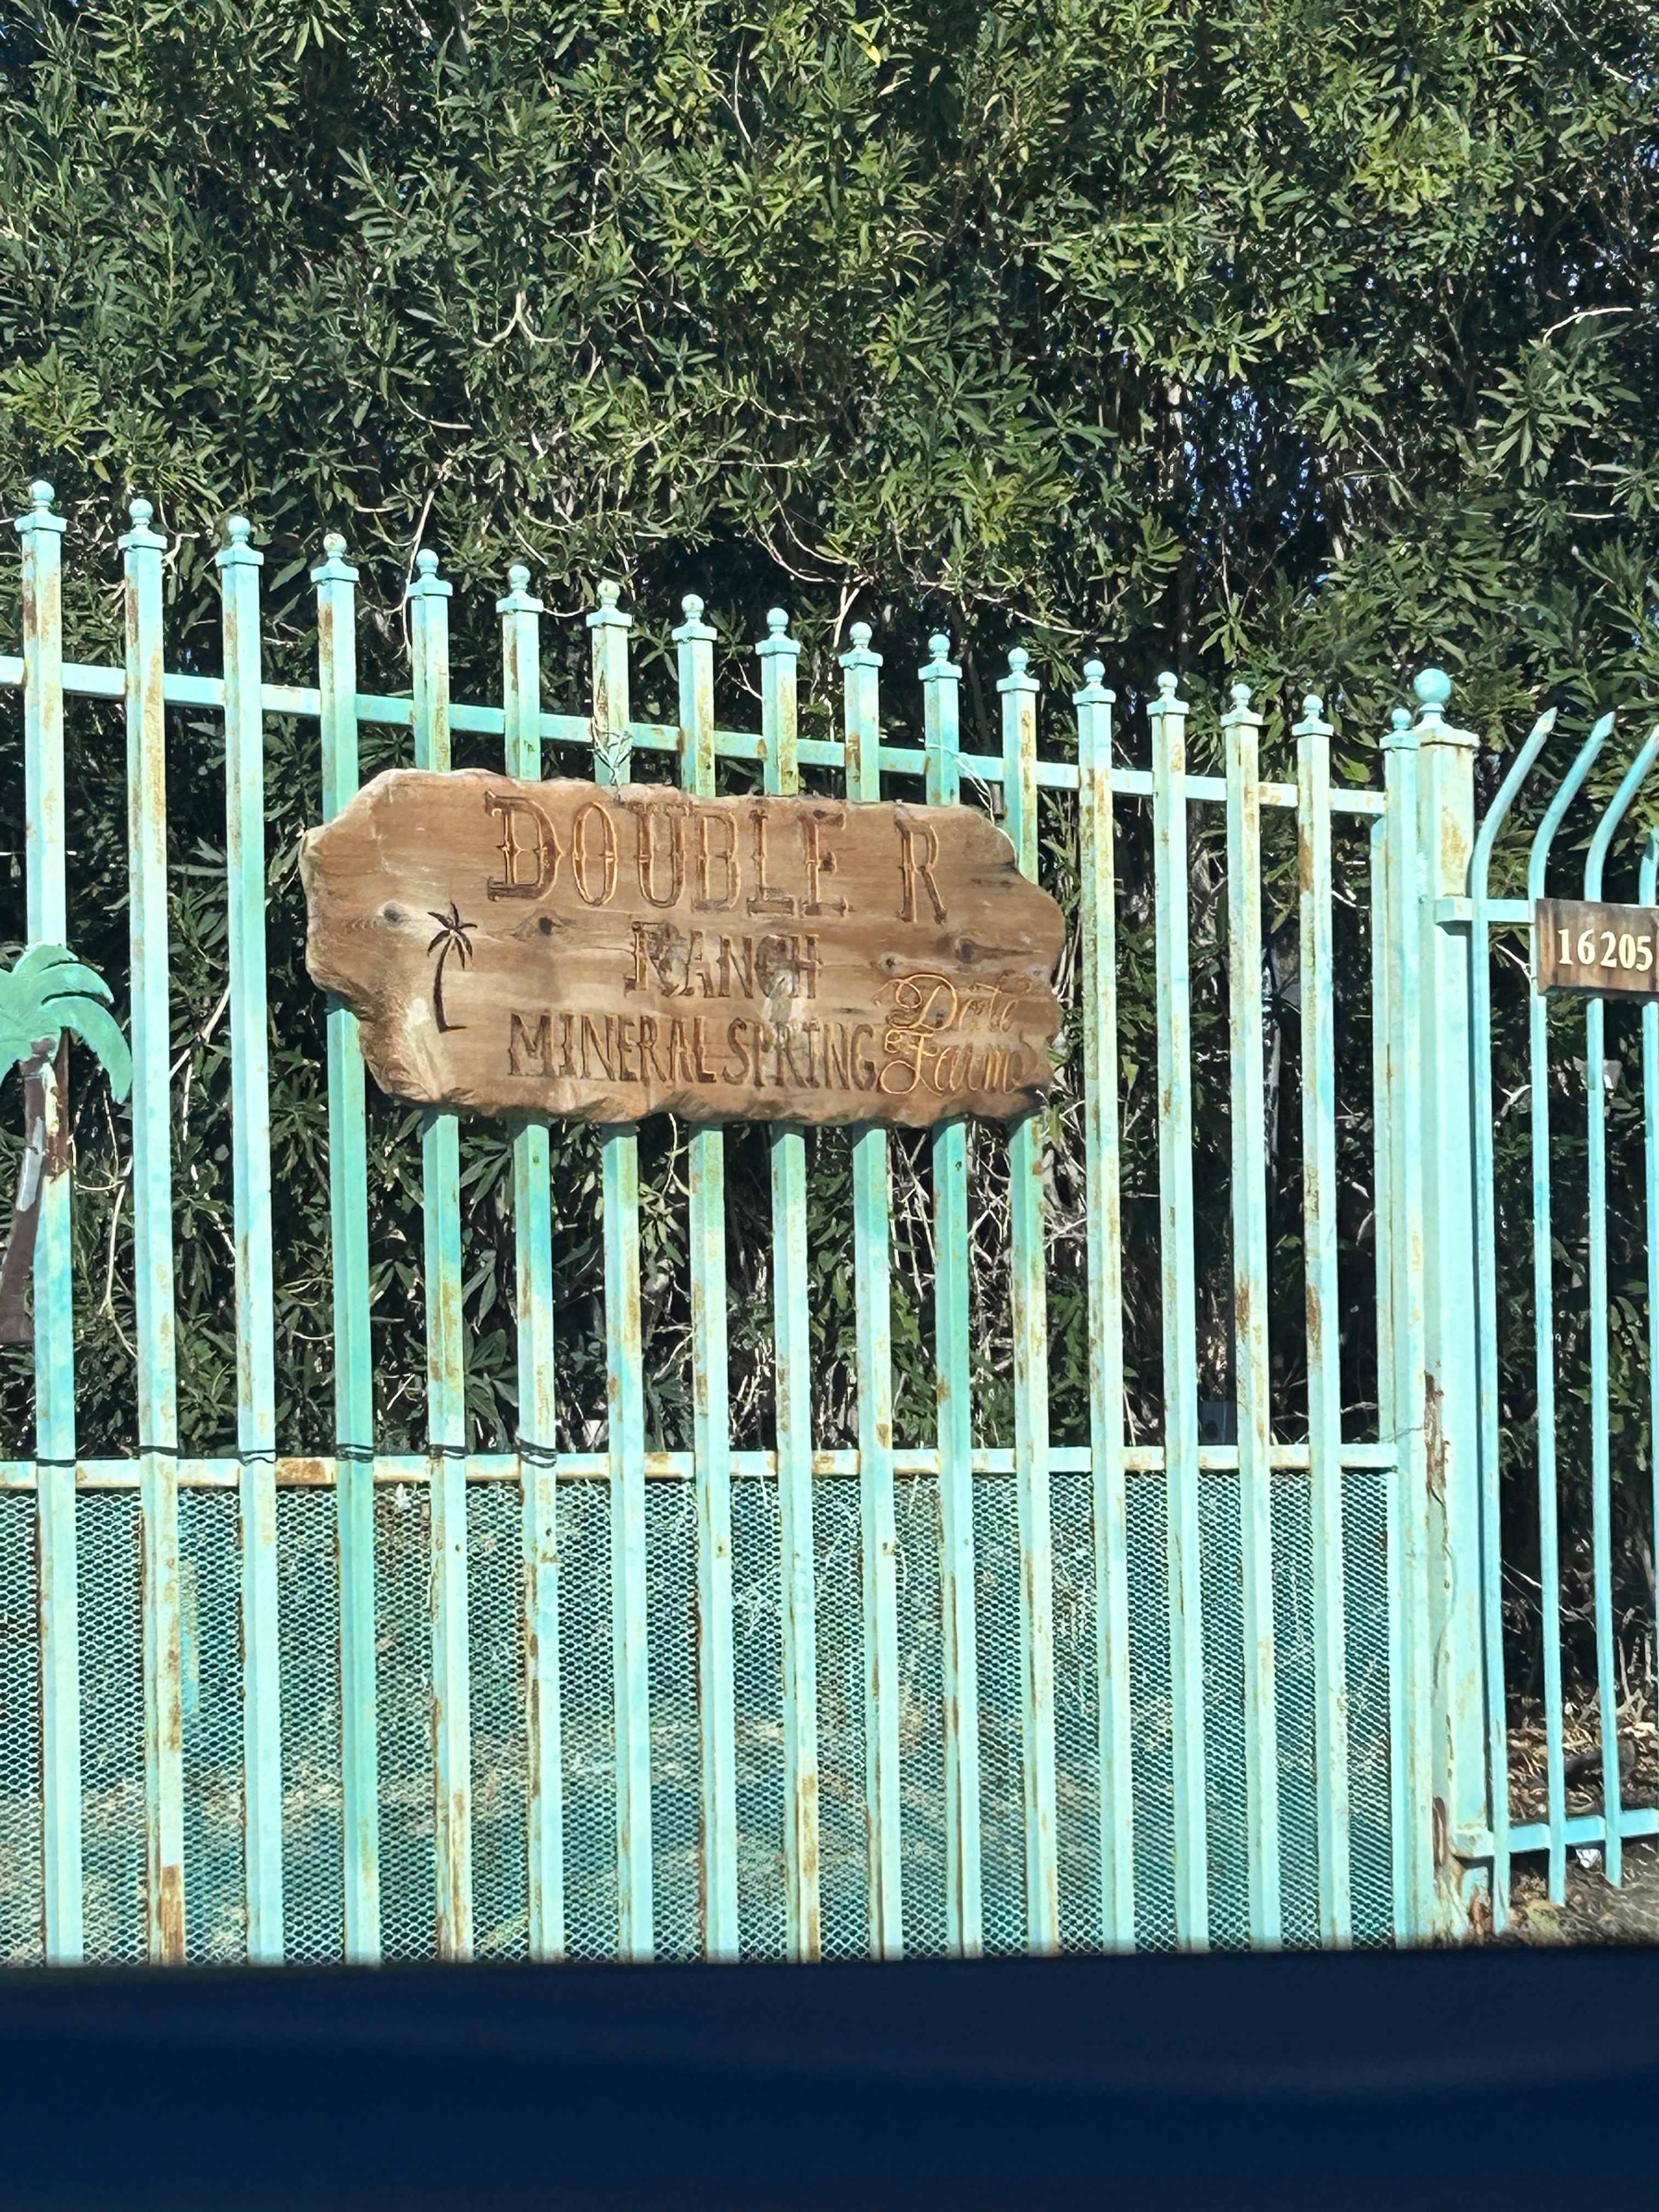 DOUBLE R
RANCH
MINERAL SPRING
Date
Farm
16205